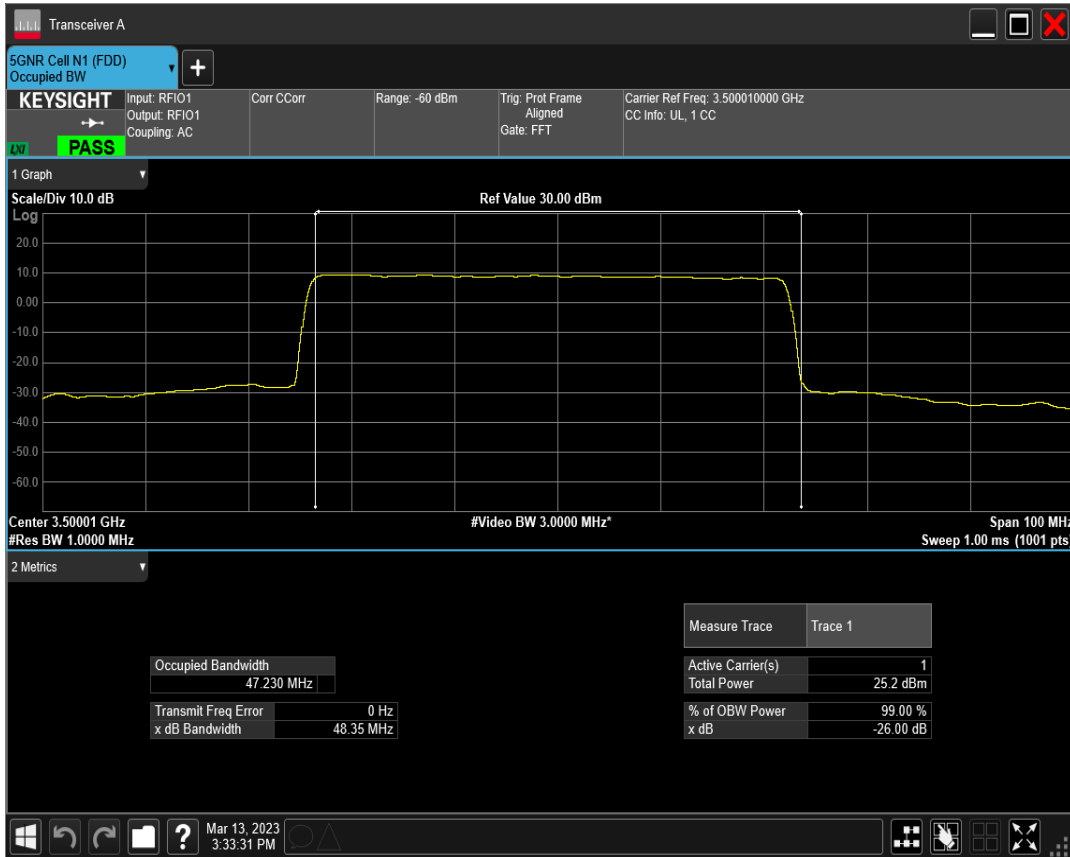 Transceiver A
5GNR Cell N1 (FDD)
Occupied BW
+
KEYSIGHT
LXI
PASS
Input: RFIO1
Output: RFIO1
Coupling: AC
Corr CCorr
Range: -60 dBm
Trig: Prot Frame
Aligned
Gate: FFT
Carrier Ref Freq: 3.500010000 GHz
CC Info: UL, 1 CC
1 Graph
Scale/Div 10.0 dB
Ref Value 30.00 dBm
Log
20.0
10.0
0.00
-10.0
-20.0
-30.0
-40.0
-50.0
-60.0
Center 3.50001 GHz
#Video BW 3.0000 MHz*
Span 100 MHz
#Res BW 1.0000 MHz
Sweep 1.00 ms (1001 pts)
2 Metrics
Measure Trace Trace 1
Occupied Bandwidth
47.230 MHz
Active Carrier(s) 1
Total Power 25.2 dBm
Transmit Freq Error 0 Hz
x dB Bandwidth 48.35 MHz
% of OBW Power 99.00 %
x dB -26.00 dB
?
Mar 13, 2023
3:33:31 PM